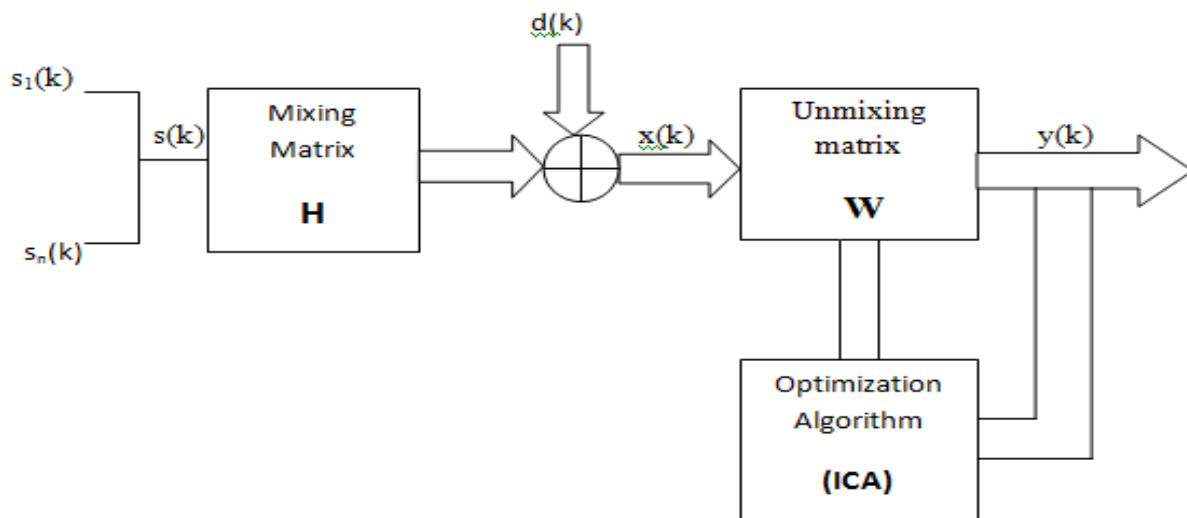 d(k)
s₁(k)
s(k)
Mixing
Matrix
H
x(k)
Unmixing
matrix
W
y(k)
sₙ(k)
Optimization
Algorithm
(ICA)